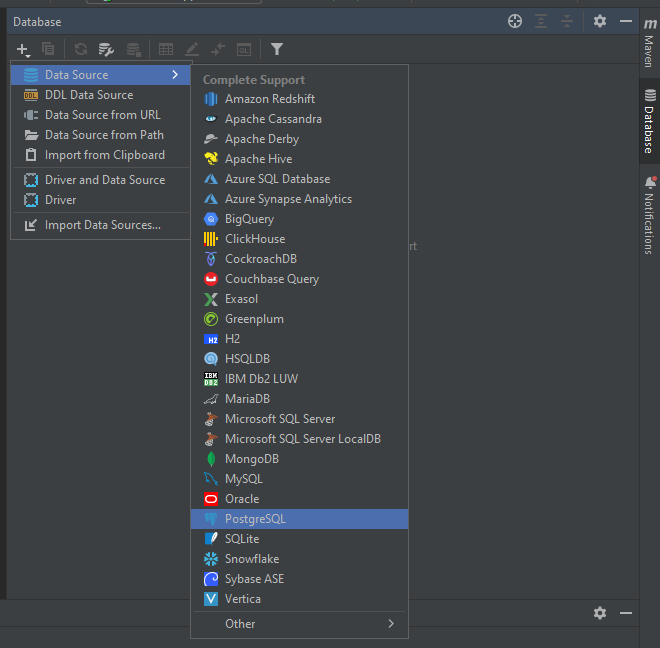 Database
Data Source
DDL Data Source
Data Source from URL
Data Source from Path
Import from Clipboard
Driver and Data Source
Driver
Import Data Sources...
Complete Support
Amazon Redshift
Apache Cassandra
Apache Derby
Apache Hive
Azure SQL Database
Azure Synapse Analytics
BigQuery
ClickHouse
CockroachDB
Couchbase Query
Exasol
Greenplum
H2
H2
HSQLDB
IBM
DB2
IBM Db2 LUW
MariaDB
Microsoft SQL Server
Microsoft SQL Server LocalDB
MongoDB
MySQL
Oracle
PostgreSQL
SQLite
Snowflake
Sybase ASE
Vertica
Other
m
Maven
Database
Notifications